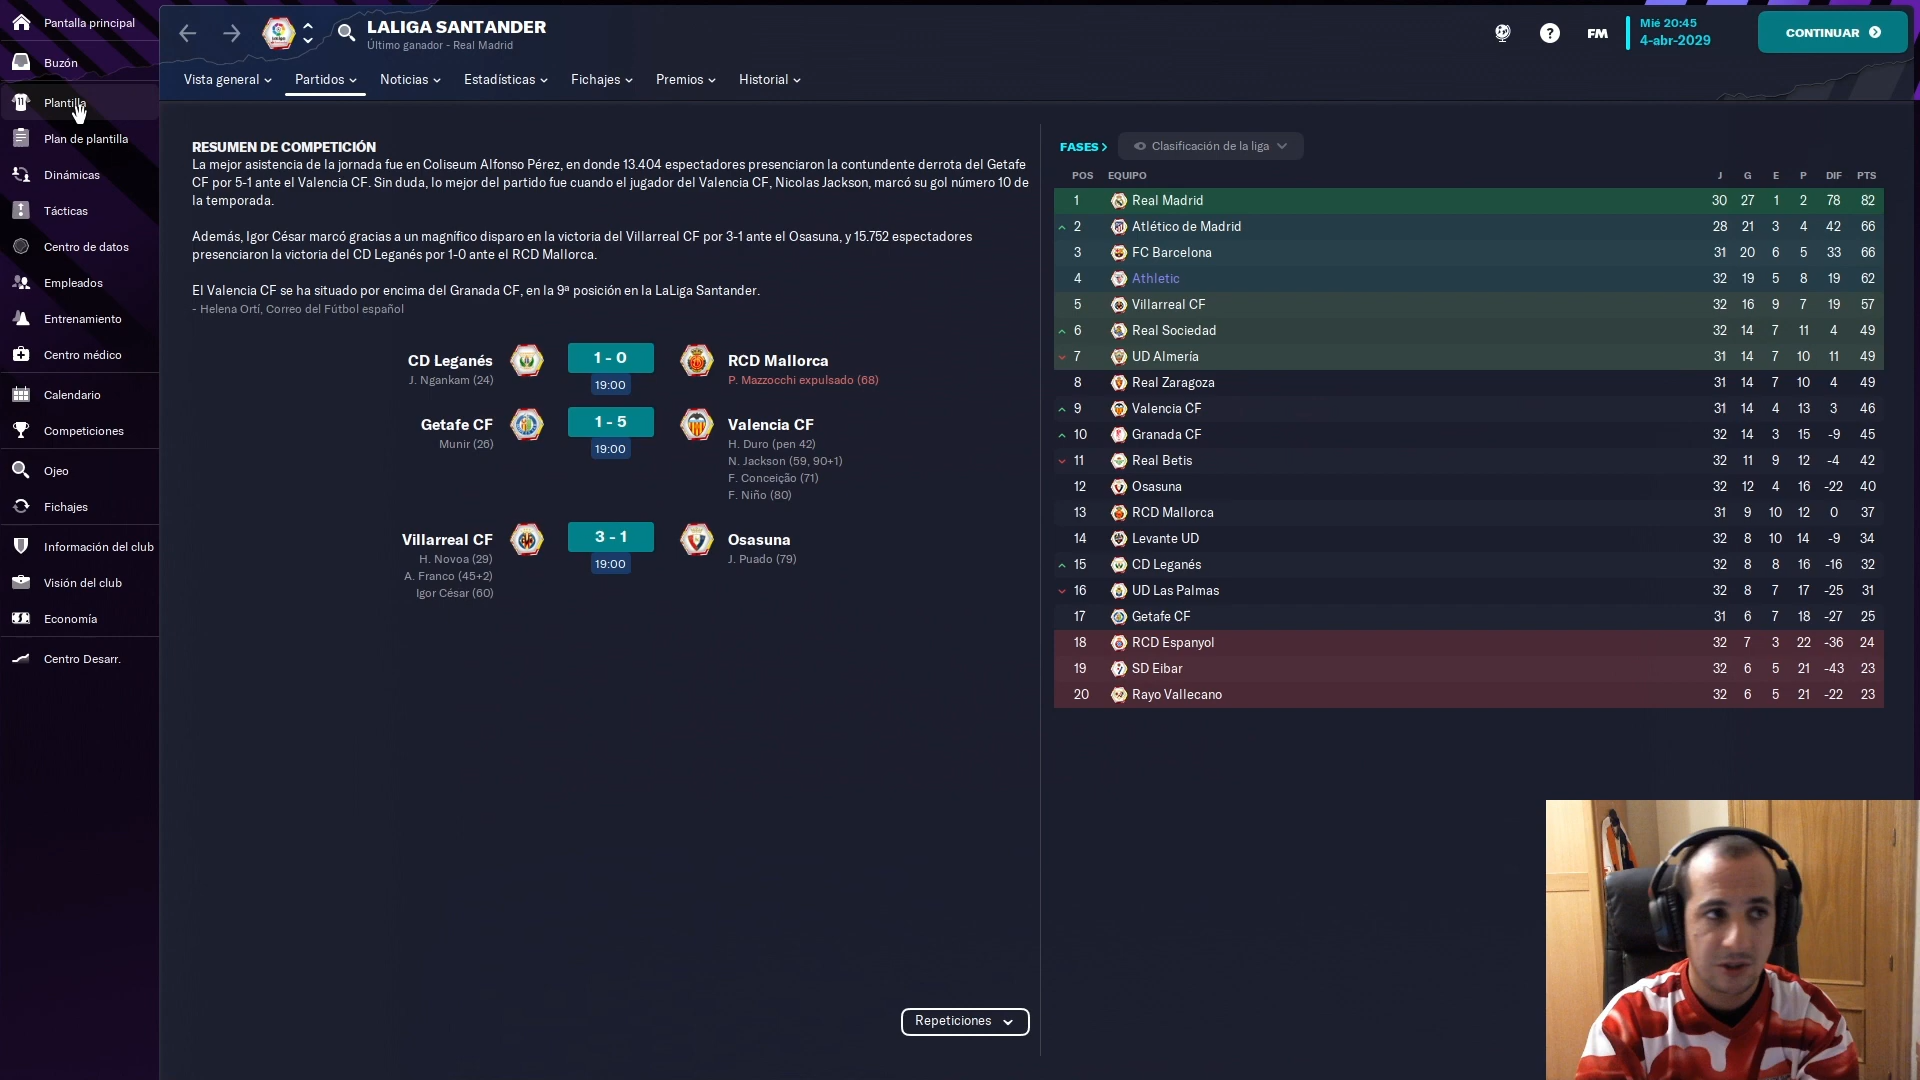 Pantalla principal
Buzón
Plantilla
Plan de plantilla
Dinámicas
Tácticas
Centro de datos
Empleados
Entrenamiento
Centro médico
Calendario
Competiciones
Ojeo
Fichajes
Información del club
Visión del club
Economía
Centro Desarr.
LALIGA SANTANDER
Último ganador - Real Madrid
FM
Mié 20:45
4-abr-2029
CONTINUAR
Vista general
Partidos
Noticias
Estadísticas
Fichajes
Premios
Historial
RESUMEN DE COMPETICIÓN
La mejor asistencia de la jornada fue en Coliseum Alfonso Pérez, en donde 13.404 espectadores presenciaron la contundente derrota del Getafe
CF por 5-1 ante el Valencia CF. Sin duda, lo mejor del partido fue cuando el jugador del Valencia CF, Nicolas Jackson, marcó su gol número 10 de
la temporada.
Además, Igor César marcó gracias a un magnífico disparo en la victoria del Villarreal CF por 3-1 ante el Osasuna, y 15.752 espectadores
presenciaron la victoria del CD Leganés por 1-0 ante el RCD Mallorca.
El Valencia CF se ha situado por encima del Granada CF, en la 9ª posición en la LaLiga Santander.
- Helena Ortí, Correo del Fútbol español
CD Leganés 1 - 0 RCD Mallorca
J. Ngankam (24) 19:00 P. Mazzocchi expulsado (68)
Getafe CF 1 - 5 Valencia CF
Munir (26) 19:00 H. Duro (pen 42)
N. Jackson (59, 90+1)
F. Conceição (71)
F. Niño (80)
Villarreal CF 3 - 1 Osasuna
H. Novoa (29) 19:00 J. Puado (79)
A. Franco (45+2)
Igor César (60)
Repeticiones
FASES > Clasificación de la liga
POS EQUIPO J G E P DIF PTS
1 Real Madrid 30 27 1 2 78 82
2 Atlético de Madrid 28 21 3 4 42 66
3 FC Barcelona 31 20 6 5 33 66
4 Athletic 32 19 5 8 19 62
5 Villarreal CF 32 16 9 7 19 57
6 Real Sociedad 32 14 7 11 4 49
7 UD Almería 31 14 7 10 11 49
8 Real Zaragoza 31 14 7 10 4 49
9 Valencia CF 31 14 4 13 3 46
10 Granada CF 32 14 3 15 -9 45
11 Real Betis 32 11 9 12 -4 42
12 Osasuna 32 12 4 16 -22 40
13 RCD Mallorca 31 9 10 12 0 37
14 Levante UD 32 8 10 14 -9 34
15 CD Leganés 32 8 8 16 -16 32
16 UD Las Palmas 32 8 7 17 -25 31
17 Getafe CF 31 6 7 18 -27 25
18 RCD Espanyol 32 7 3 22 -36 24
19 SD Eibar 32 6 5 21 -43 23
20 Rayo Vallecano 32 6 5 21 -22 23